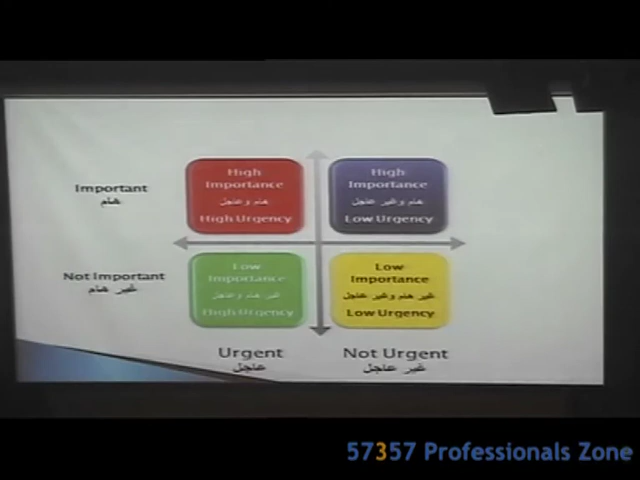 High
Importance
هام وعاجل
High Urgency
High
Importance
هام وغير عاجل
Low Urgency
Important
هام
Low
Importance
غير هام وعاجل
High Urgency
Low
Importance
غير هام وغير عاجل
Low Urgency
Not Important
غير هام
Urgent
عاجل
Not Urgent
غير عاجل
57357 Professionals Zone